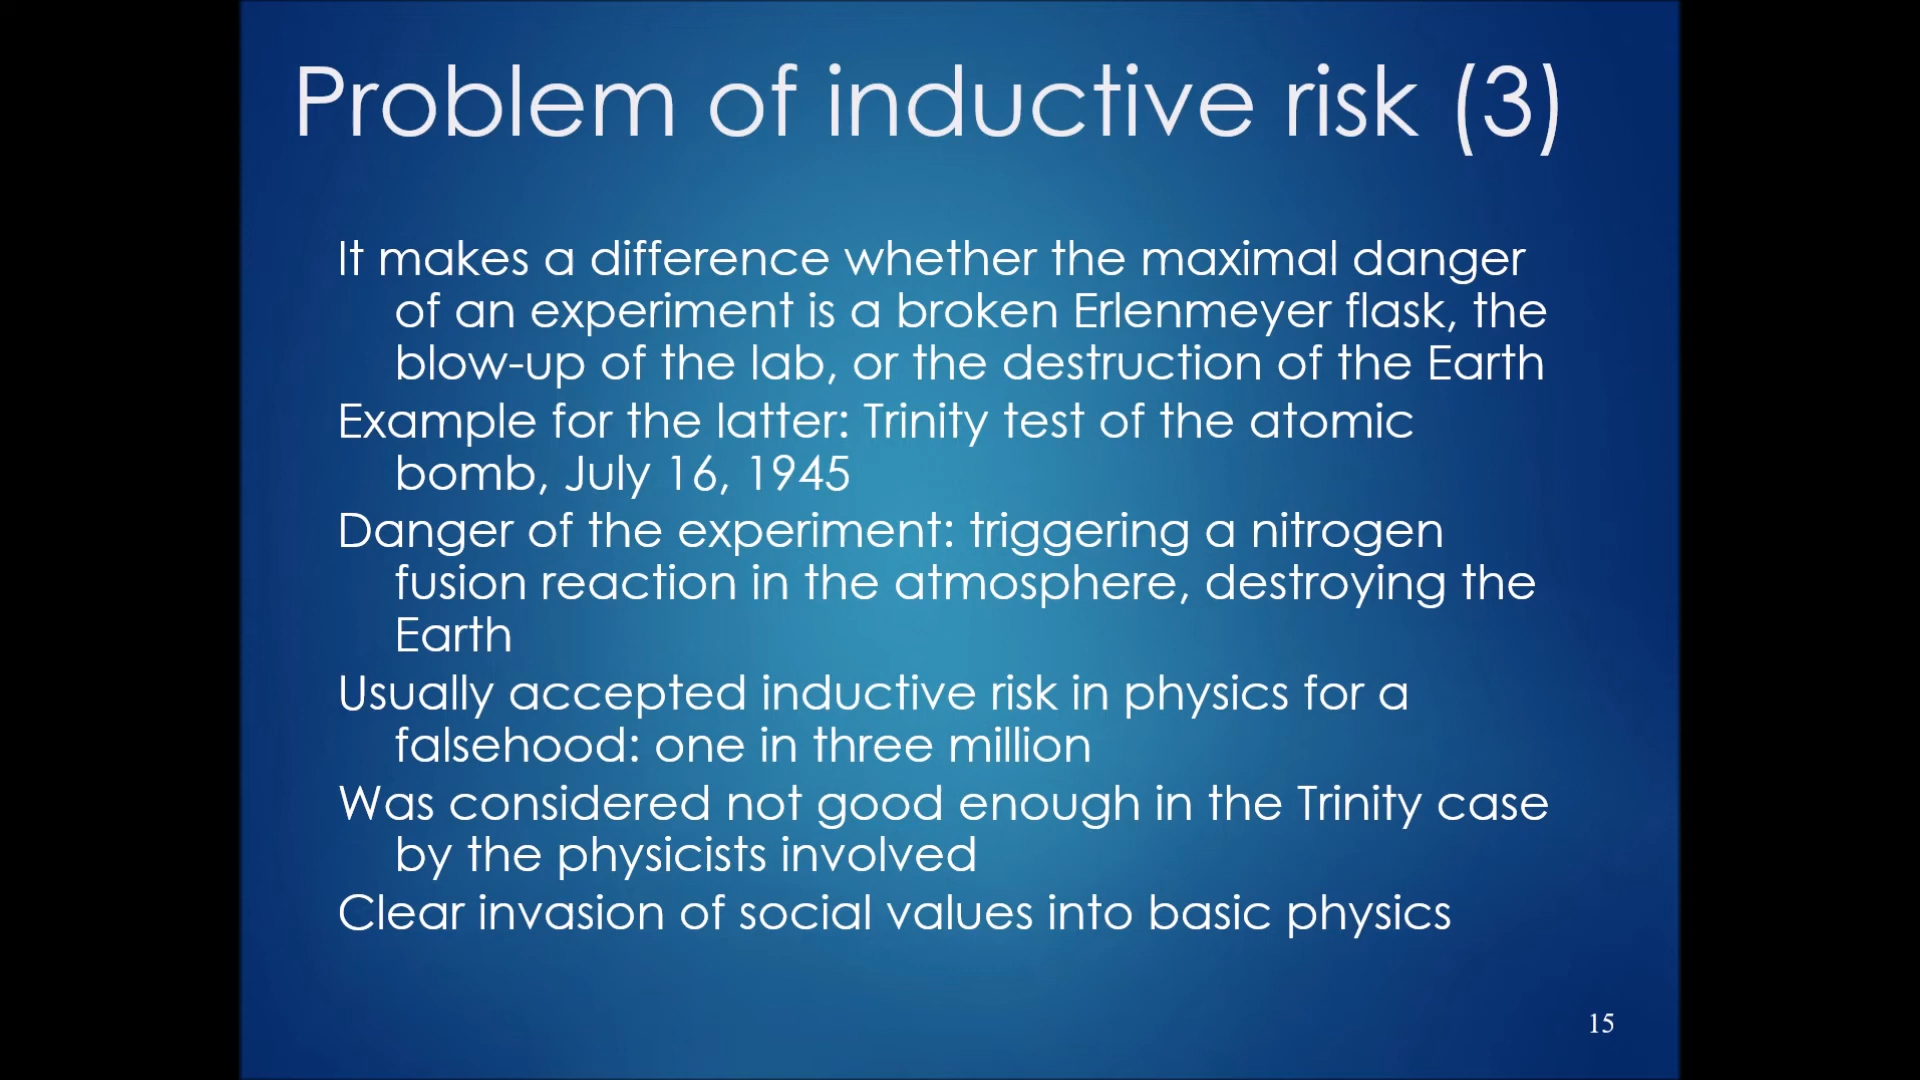 Problem of inductive risk (3)
It makes a difference whether the maximal danger
of an experiment is a broken Erlenmeyer flask, the
blow-up of the lab, or the destruction of the Earth
Example for the latter: Trinity test of the atomic
bomb, July 16, 1945
Danger of the experiment: triggering a nitrogen
fusion reaction in the atmosphere, destroying the
Earth
Usually accepted inductive risk in physics for a
falsehood: one in three million
Was considered not good enough in the Trinity case
by the physicists involved
Clear invasion of social values into basic physics
15